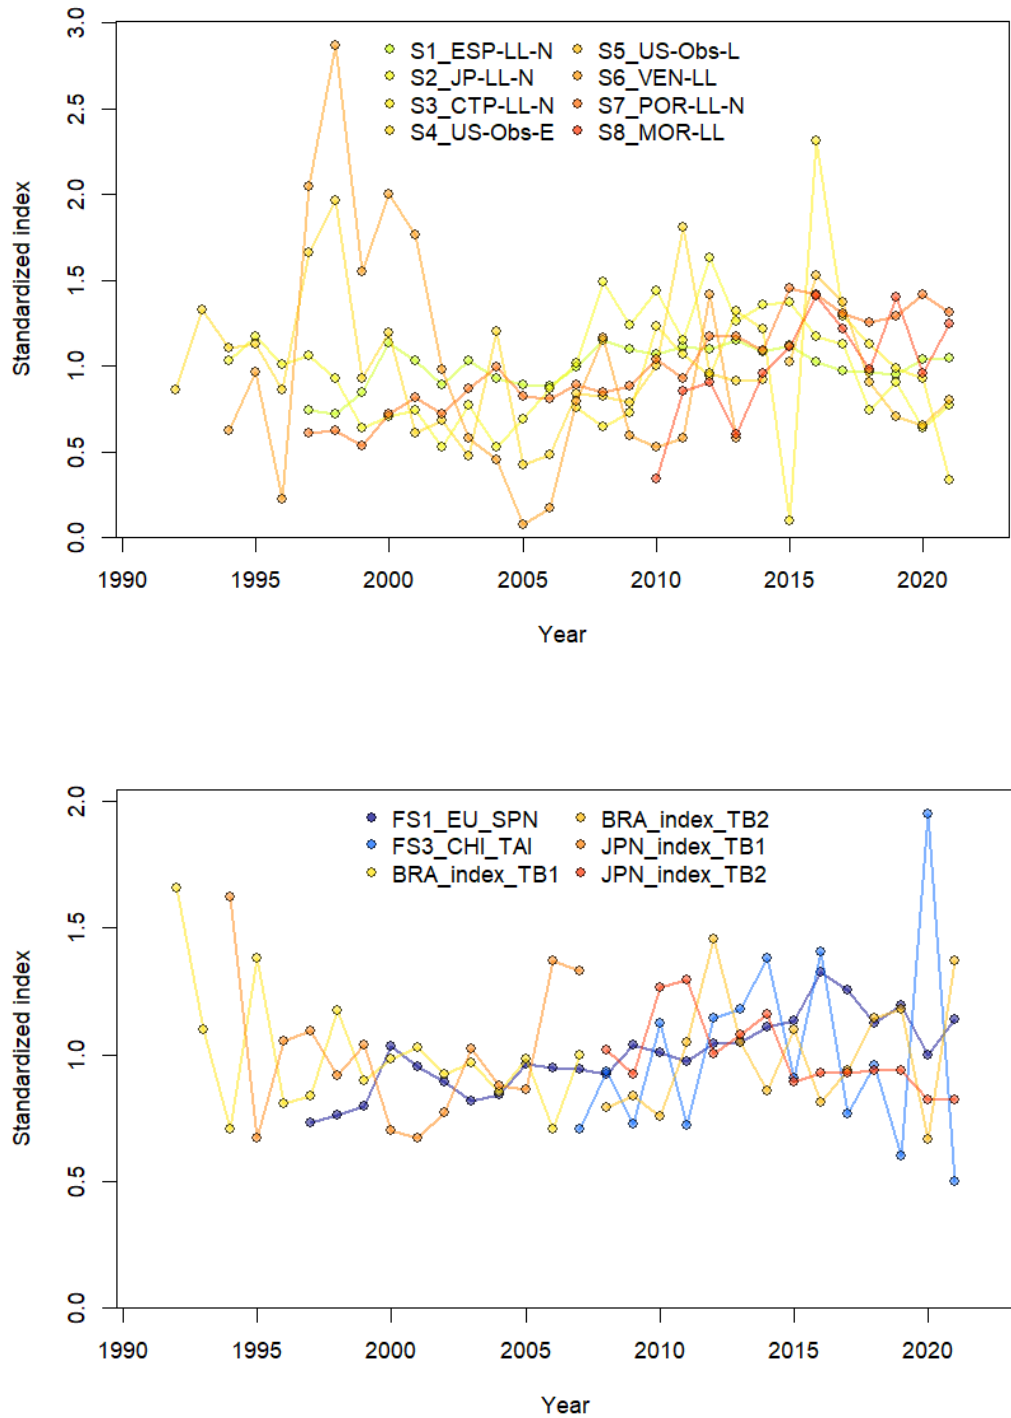 3.0
2.5
2.0
1.5
1.0
0.5
0.0
Standardized index
S1_ESP-LL-N
S2_JP-LL-N
S3_CTP-LL-N
S4_US-Obs-E
S5_US-Obs-L
S6_VEN-LL
S7_POR-LL-N
S8_MOR-LL
1990 1995 2000 2005 2010 2015 2020
Year
2.0
1.5
1.0
0.5
0.0
Standardized index
FS1_EU_SPN
FS3_CHI_TAI
BRA_index_TB1
BRA_index_TB2
JPN_index_TB1
JPN_index_TB2
1990 1995 2000 2005 2010 2015 2020
Year